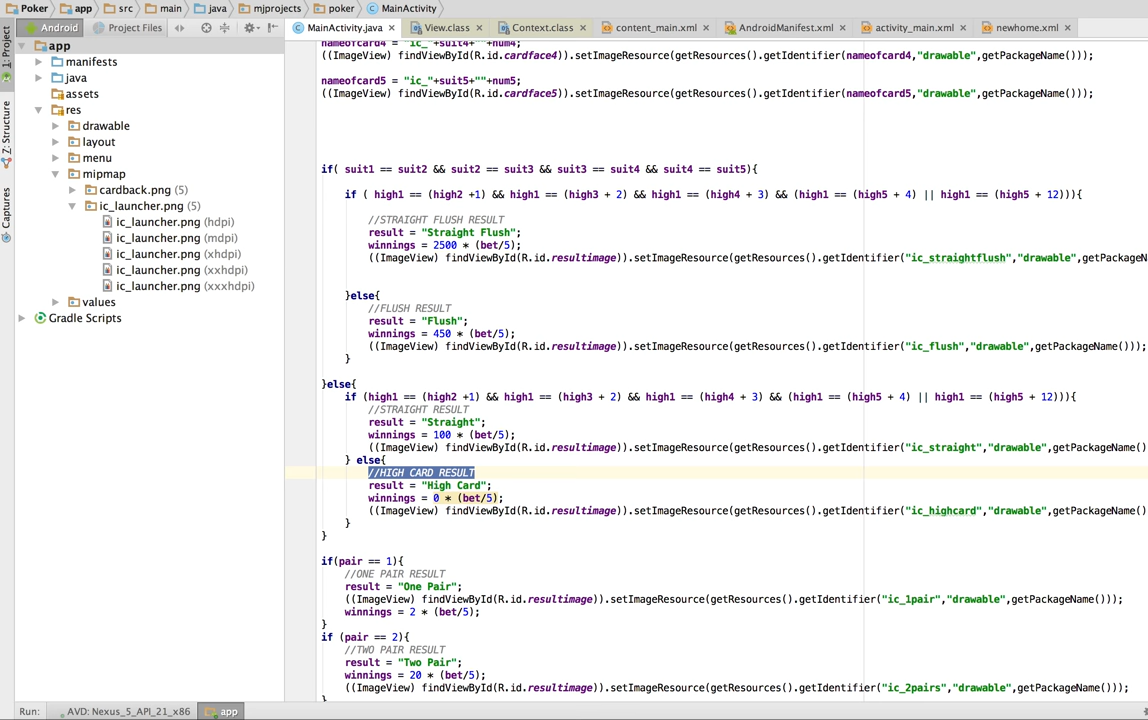 Poker app src main java mjprojects poker MainActivity
Android Project Files
MainActivity.java View.class Context.class content_main.xml AndroidManifest.xml activity_main.xml newhome.xml
1: Project
Z: Structure
Captures
app
manifests
java
assets
res
drawable
layout
menu
mipmap
cardback.png (5)
ic_launcher.png (5)
ic_launcher.png (hdpi)
ic_launcher.png (mdpi)
ic_launcher.png (xhdpi)
ic_launcher.png (xxhdpi)
ic_launcher.png (xxxhdpi)
values
Gradle Scripts
nameofcard4 = "ic_"+suit4+""+num4;
((ImageView) findViewById(R.id.cardface4)).setImageResource(getResources().getIdentifier(nameofcard4,"drawable",getPackageName()));
nameofcard5 = "ic_"+suit5+""+num5;
((ImageView) findViewById(R.id.cardface5)).setImageResource(getResources().getIdentifier(nameofcard5,"drawable",getPackageName()));
if( suit1 == suit2 && suit2 == suit3 && suit3 == suit4 && suit4 == suit5){
if ( high1 == (high2 +1) && high1 == (high3 + 2) && high1 == (high4 + 3) && (high1 == (high5 + 4) || high1 == (high5 + 12))){
//STRAIGHT FLUSH RESULT
result = "Straight Flush";
winnings = 2500 * (bet/5);
((ImageView) findViewById(R.id.resultimage)).setImageResource(getResources().getIdentifier("ic_straightflush","drawable",getPackageN
}else{
//FLUSH RESULT
result = "Flush";
winnings = 450 * (bet/5);
((ImageView) findViewById(R.id.resultimage)).setImageResource(getResources().getIdentifier("ic_flush","drawable",getPackageName()));
}
}else{
if (high1 == (high2 +1) && high1 == (high3 + 2) && high1 == (high4 + 3) && (high1 == (high5 + 4) || high1 == (high5 + 12))){
//STRAIGHT RESULT
result = "Straight";
winnings = 100 * (bet/5);
((ImageView) findViewById(R.id.resultimage)).setImageResource(getResources().getIdentifier("ic_straight","drawable",getPackageName()
} else{
//HIGH CARD RESULT
result = "High Card";
winnings = 0 * (bet/5);
((ImageView) findViewById(R.id.resultimage)).setImageResource(getResources().getIdentifier("ic_highcard","drawable",getPackageName()
}
}
if(pair == 1){
//ONE PAIR RESULT
result = "One Pair";
((ImageView) findViewById(R.id.resultimage)).setImageResource(getResources().getIdentifier("ic_1pair","drawable",getPackageName()));
winnings = 2 * (bet/5);
}
if (pair == 2){
//TWO PAIR RESULT
result = "Two Pair";
winnings = 20 * (bet/5);
((ImageView) findViewById(R.id.resultimage)).setImageResource(getResources().getIdentifier("ic_2pairs","drawable",getPackageName()));
}
Run: AVD: Nexus_5_API_21_x86 app